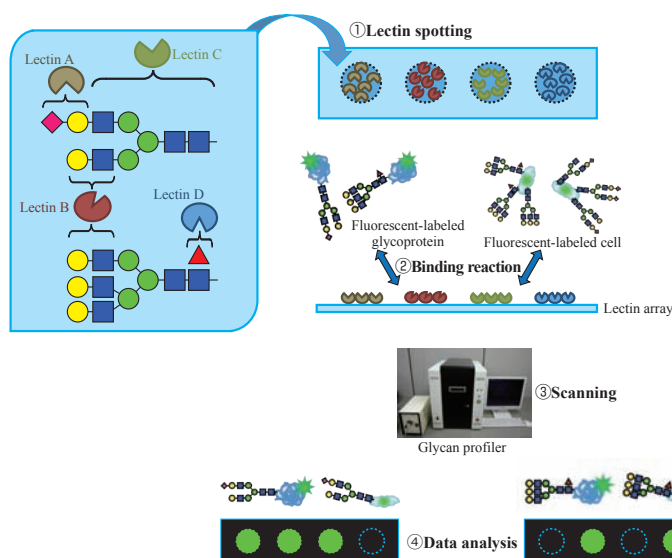 ①Lectin spotting
Lectin A
Lectin C
Lectin B
Lectin D
Fluorescent-labeled
glycoprotein
Fluorescent-labeled cell
②Binding reaction
Lectin array
③Scanning
Glycan profiler
④Data analysis